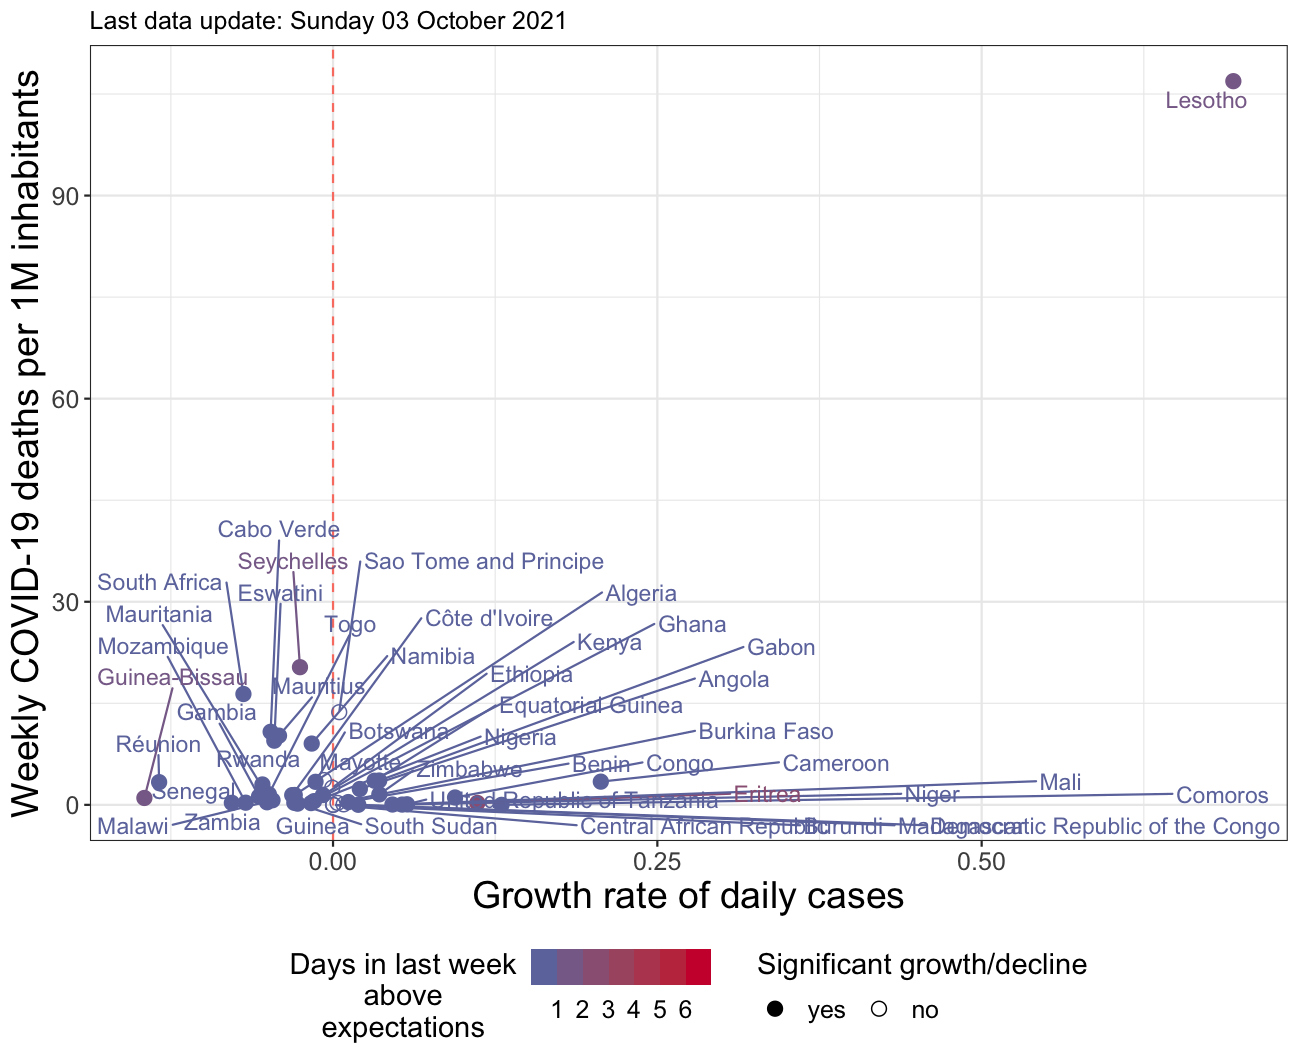 Last data update: Sunday 03 October 2021
Weekly COVID-19 deaths per 1M inhabitants
90
60
30
0
Lesotho
Cabo Verde
Seychelles
Sao Tome and Principe
South Africa
Eswatini
Algeria
Mauritania
Togo
Côte d'Ivoire
Ghana
Mozambique
Namibia
Kenya
Gabon
Guinea-Bissau
Mauritius
Ethiopia
Angola
Gambia
Equatorial Guinea
Réunion
Botswana
Nigeria
Burkina Faso
Rwanda
Mayotte
Zimbabwe
Benin
Congo
Cameroon
Senegal
United Republic of Tanzania
Eritrea
Niger
Mali
Comoros
Malawi
Zambia
Guinea
South Sudan
Central African Republic
Burundi
Madagascar
Democratic Republic of the Congo
0.00
0.25
0.50
Growth rate of daily cases
Days in last week
above
expectations
1 2 3 4 5 6
Significant growth/decline
yes
no